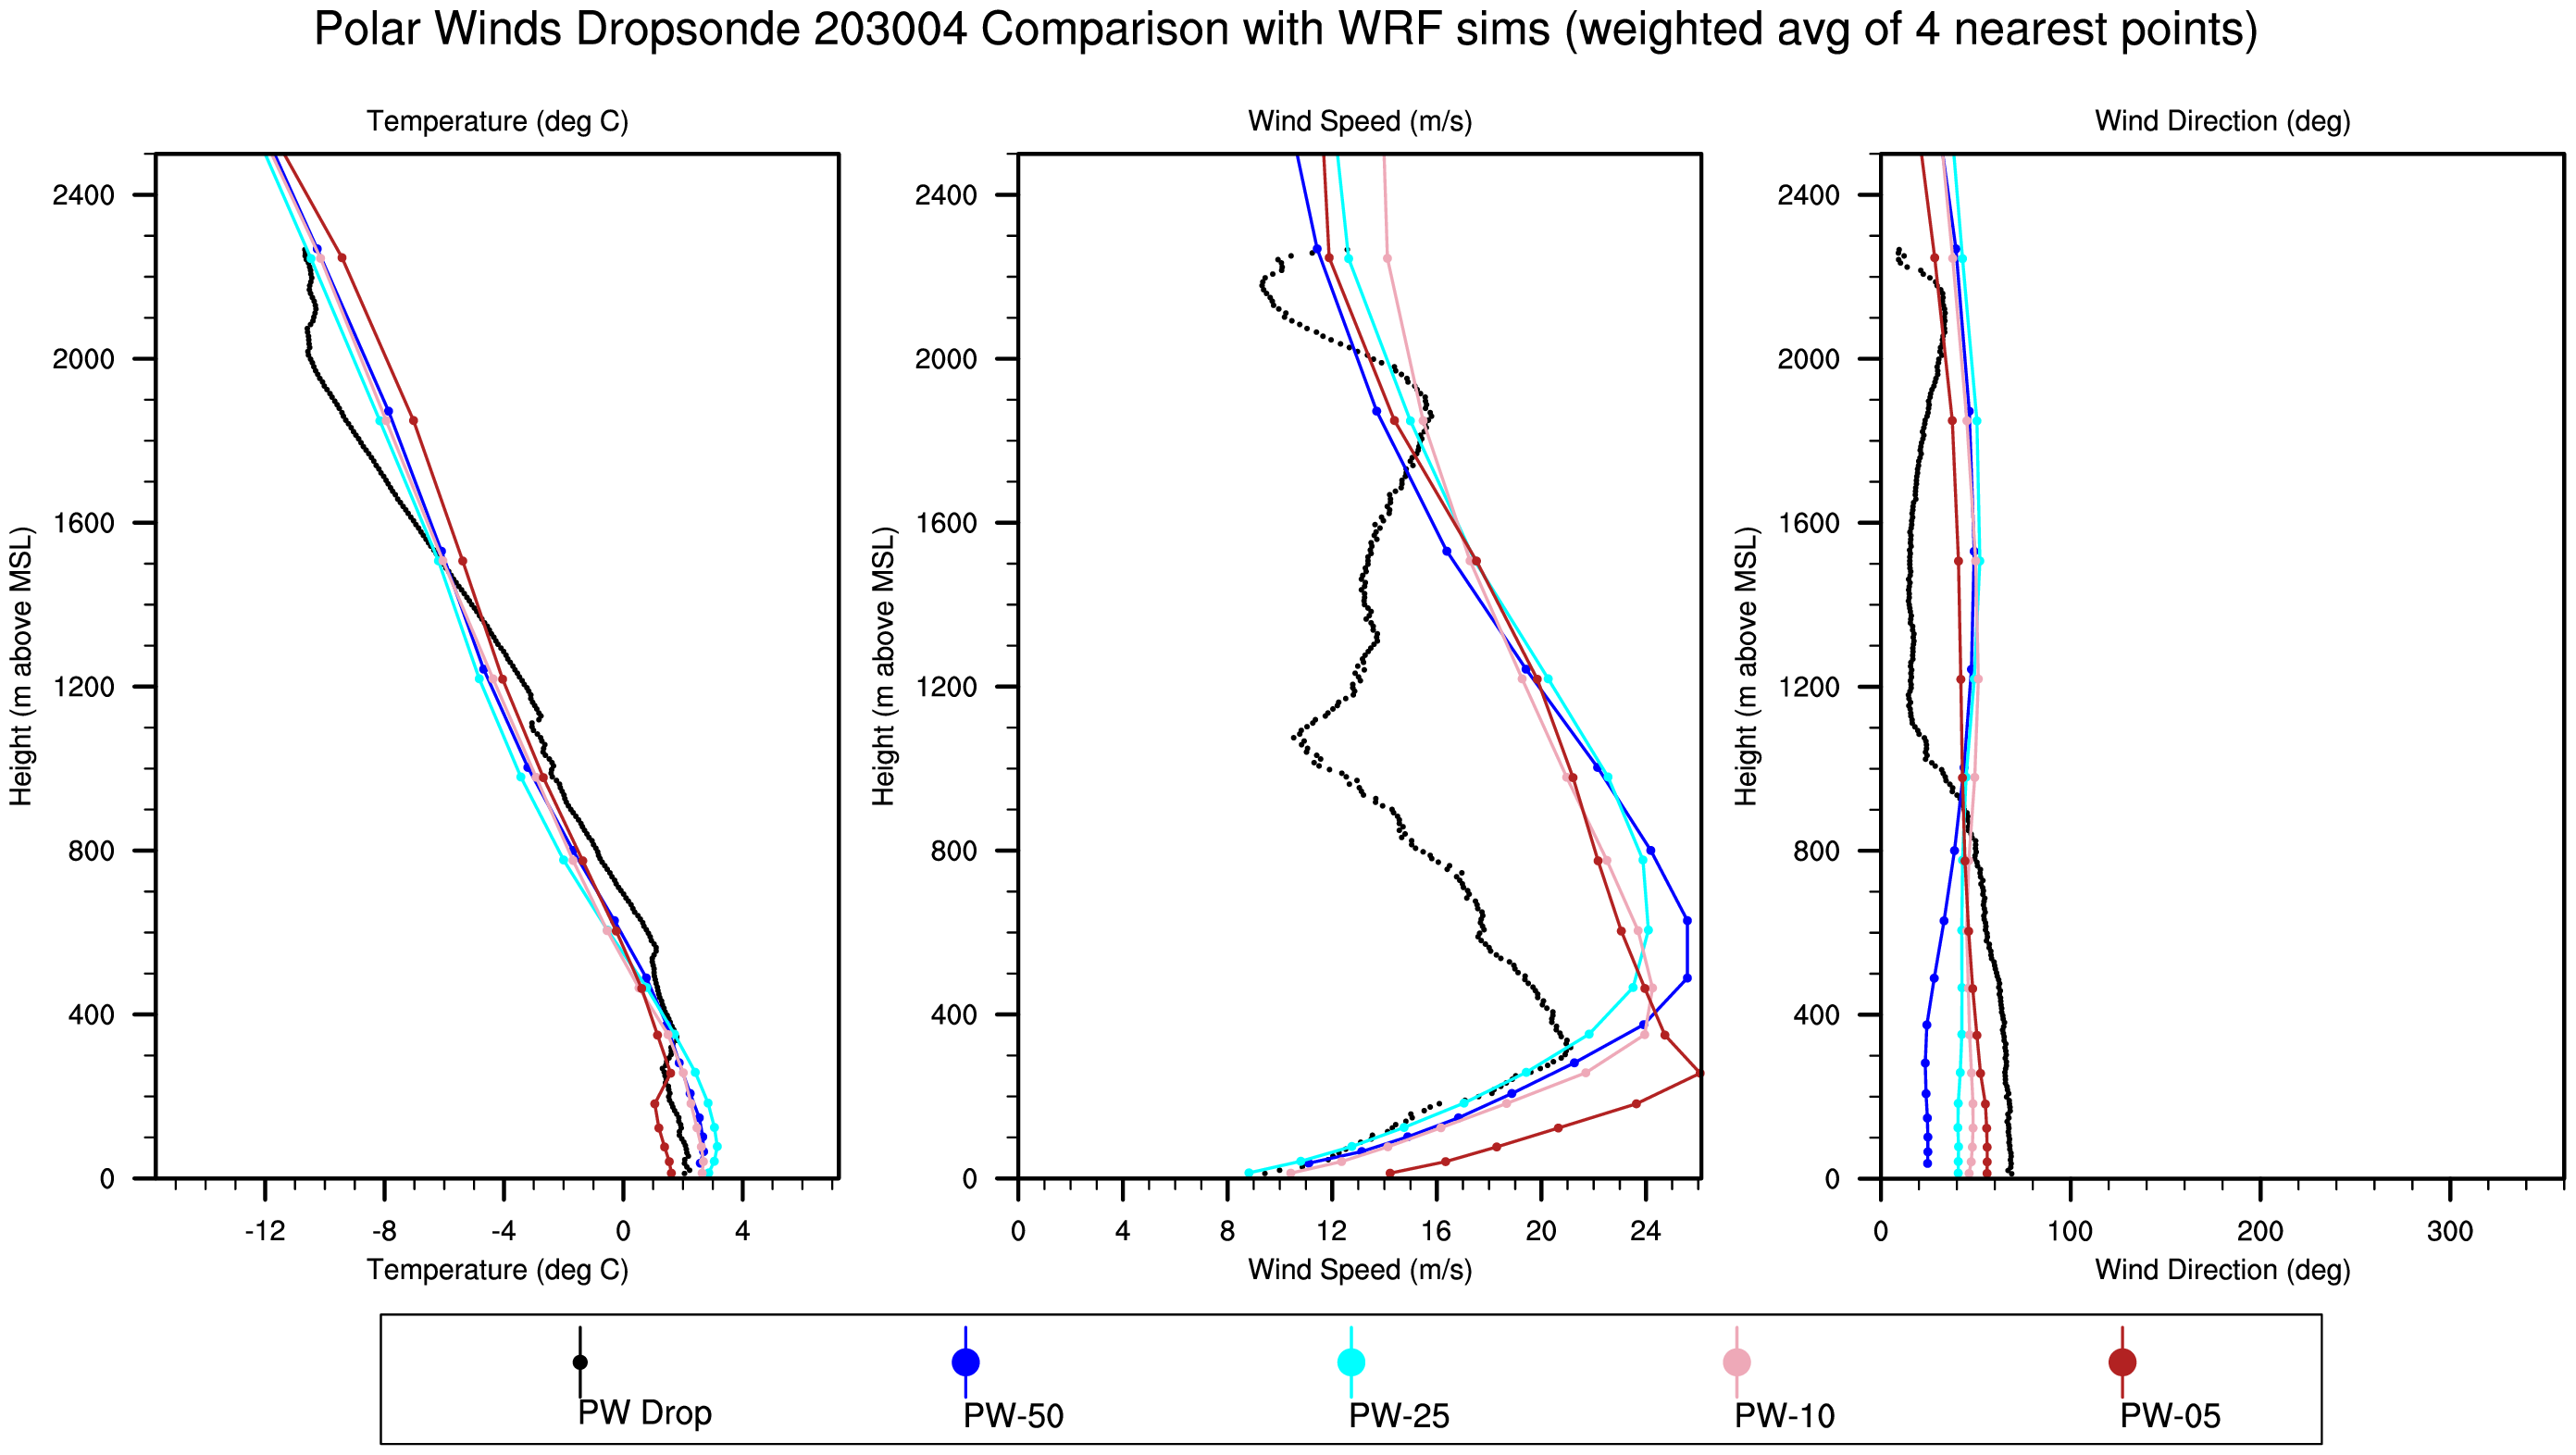 Polar Winds Dropsonde 203004 Comparison with WRF sims (weighted avg of 4 nearest points)
Temperature (deg C)
Wind Speed (m/s)
Wind Direction (deg)
Height (m above MSL)
2400
2000
1600
1200
800
400
0
-12
-8
-4
0
4
Temperature (deg C)
Height (m above MSL)
2400
2000
1600
1200
800
400
0
0
4
8
12
16
20
24
Wind Speed (m/s)
Height (m above MSL)
2400
2000
1600
1200
800
400
0
0
100
200
300
Wind Direction (deg)
PW Drop
PW-50
PW-25
PW-10
PW-05